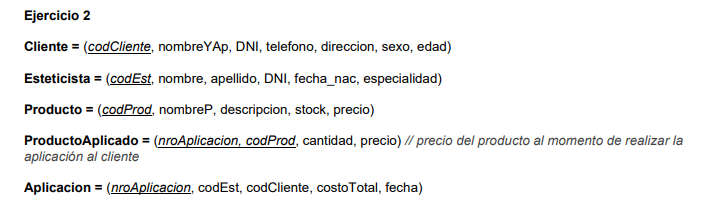 Ejercicio 2
Cliente = (codCliente, nombreYAp, DNI, telefono, direccion, sexo, edad)
Esteticista = (codEst, nombre, apellido, DNI, fecha_nac, especialidad)
Producto = (codProd, nombreP, descripcion, stock, precio)
ProductoAplicado = (nroAplicacion, codProd, cantidad, precio) // precio del producto al momento de realizar la
aplicación al cliente
Aplicacion = (nroAplicacion, codEst, codCliente, costoTotal, fecha)